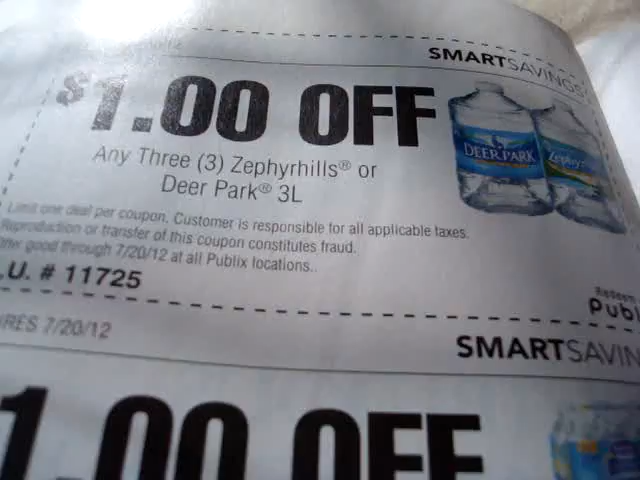 SMARTSAVINGS
$1.00 OFF
Any Three (3) Zephyrhills® or
Deer Park® 3L
DEER PARK
Zephyr
Limit one deal per coupon. Customer is responsible for all applicable taxes.
Reproduction or transfer of this coupon constitutes fraud.
good through 7/20/12 at all Publix locations..
.U. # 11725
Publ
RES 7/20/12
SMARTSAVIN
1.00 OFF